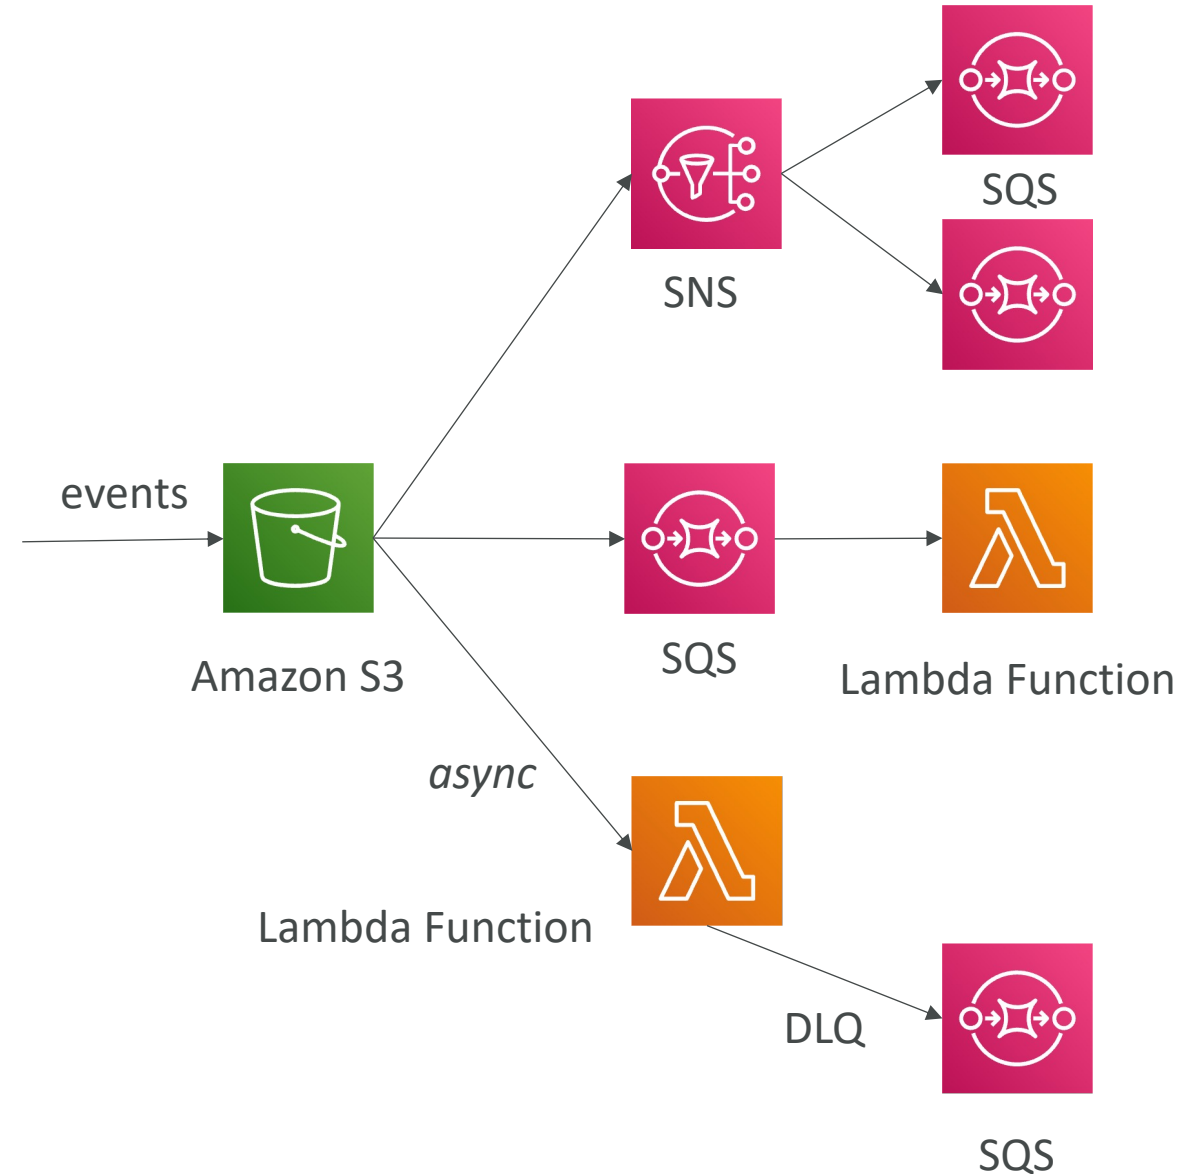 SQS
SNS
events
Amazon S3
SQS
Lambda Function
async
Lambda Function
DLQ
SQS